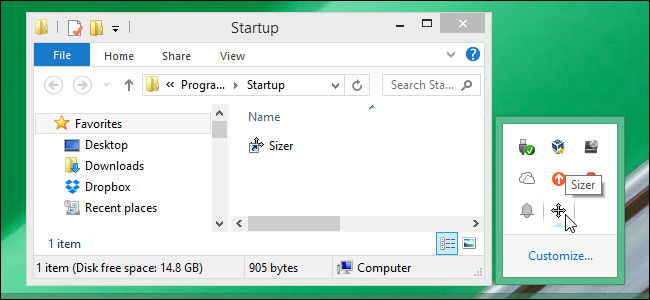 Startup
File
Home
Share
View
« Progra...
Startup
Search Sta...
Favorites
Desktop
Downloads
Dropbox
Recent places
Name
Sizer
1 item
1 item (Disk free space: 14.8 GB)
905 bytes
Computer
Sizer
Customize...